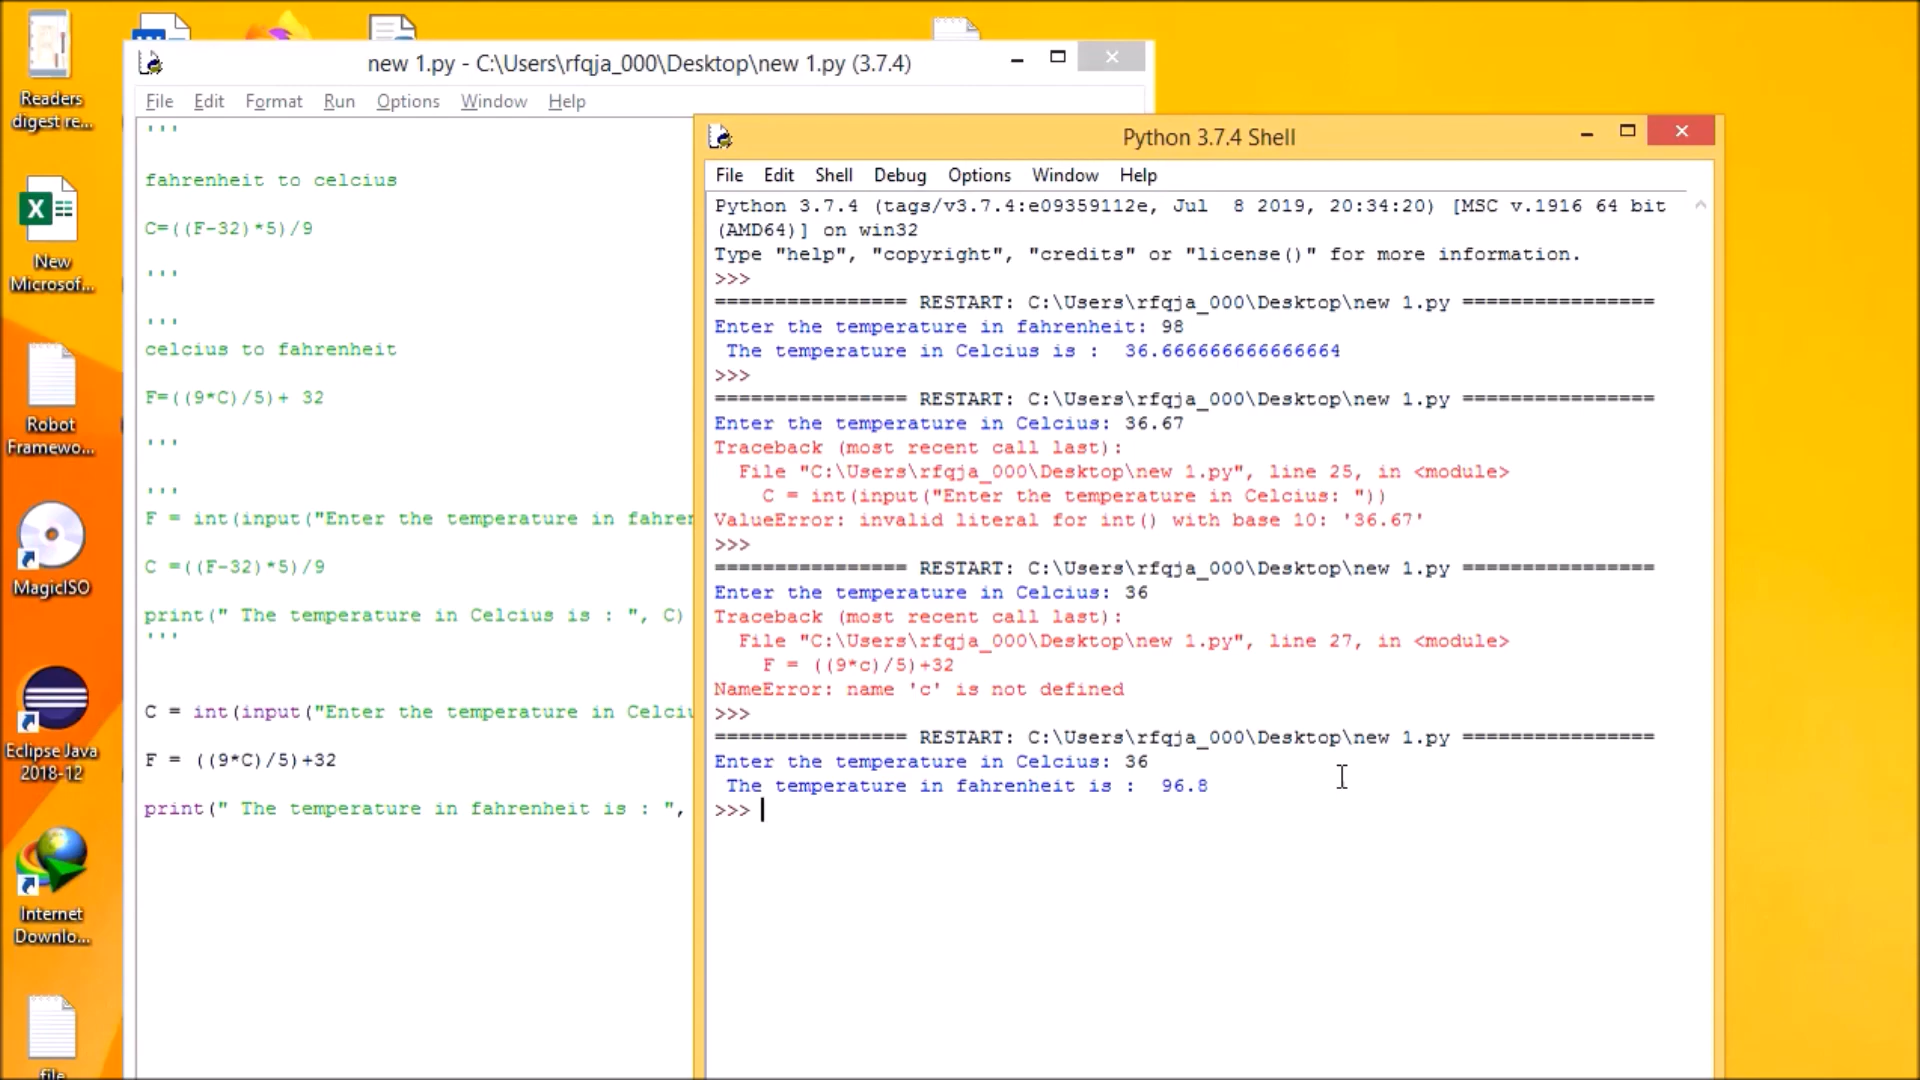 Readers
digest re...
New
Microsof...
Robot
Framewo...
MagicISO
Eclipse Java
2018-12
Internet
Downlo...
file
new 1.py - C:\Users\rfqja_000\Desktop\new 1.py (3.7.4)
File Edit Format Run Options Window Help
'''
fahrenheit to celcius
C=((F-32)*5)/9
'''
'''
celcius to fahrenheit
F=((9*C)/5)+ 32
'''
'''
F = int(input("Enter the temperature in fahren
C =((F-32)*5)/9
print(" The temperature in Celcius is : ", C)
'''
C = int(input("Enter the temperature in Celciu
F = ((9*C)/5)+32
print(" The temperature in fahrenheit is : ",
Python 3.7.4 Shell
File Edit Shell Debug Options Window Help
Python 3.7.4 (tags/v3.7.4:e09359112e, Jul  8 2019, 20:34:20) [MSC v.1916 64 bit
(AMD64)] on win32
Type "help", "copyright", "credits" or "license()" for more information.
>>>
================ RESTART: C:\Users\rfqja_000\Desktop\new 1.py ================
Enter the temperature in fahrenheit: 98
 The temperature in Celcius is :  36.666666666666664
>>>
================ RESTART: C:\Users\rfqja_000\Desktop\new 1.py ================
Enter the temperature in Celcius: 36.67
Traceback (most recent call last):
  File "C:\Users\rfqja_000\Desktop\new 1.py", line 25, in <module>
    C = int(input("Enter the temperature in Celcius: "))
ValueError: invalid literal for int() with base 10: '36.67'
>>>
================ RESTART: C:\Users\rfqja_000\Desktop\new 1.py ================
Enter the temperature in Celcius: 36
Traceback (most recent call last):
  File "C:\Users\rfqja_000\Desktop\new 1.py", line 27, in <module>
    F = ((9*c)/5)+32
NameError: name 'c' is not defined
>>>
================ RESTART: C:\Users\rfqja_000\Desktop\new 1.py ================
Enter the temperature in Celcius: 36
 The temperature in fahrenheit is :  96.8
>>>